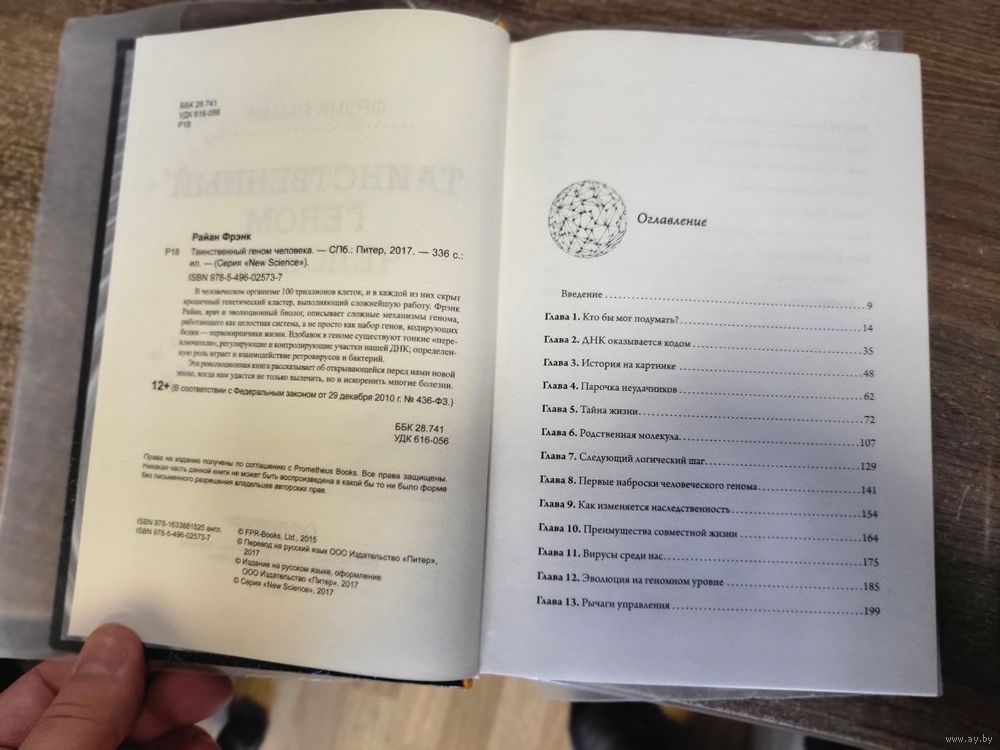 ББК 28.741
УДК 616-056
Р18
Райан Фрэнк
Р18 Таинственный геном человека. — СПб.: Питер, 2017. — 336 с.:
ил. — (Серия «New Science»).
ISBN 978-5-496-02573-7
В человеческом организме 100 триллионов клеток, и в каждой из них скрыт
крошечный генетический кластер, выполняющий сложнейшую работу. Фрэнк
Райан, врач и эволюционный биолог, описывает сложные механизмы генома,
работающего как целостная система, а не просто как набор генов, кодирующих
белки — первокирпичики жизни. Вдобавок в геноме существуют тонкие «пере-
ключатели», регулирующие и контролирующие участки нашей ДНК; определен-
ную роль играет и взаимодействие ретровирусов и бактерий.
Эта революционная книга рассказывает об открывающейся перед нами новой
эпохе, когда нам удастся не только вылечить, но и искоренить многие болезни.
12+ (В соответствии с Федеральным законом от 29 декабря 2010 г. № 436-ФЗ.)
ББК 28.741
УДК 616-056
Права на издание получены по соглашению с Prometheus Books. Все права защищены.
Никакая часть данной книги не может быть воспроизведена в какой бы то ни было форме
без письменного разрешения владельцев авторских прав.
ISBN 978-1633881525 англ.
ISBN 978-5-496-02573-7
© FPR-Books, Ltd., 2015
© Перевод на русский язык ООО Издательство «Питер»,
2017
© Издание на русском языке, оформление
ООО Издательство «Питер», 2017
© Серия «New Science», 2017
Оглавление
Введение 9
Глава 1. Кто бы мог подумать? 14
Глава 2. ДНК оказывается кодом 35
Глава 3. История на картинке 48
Глава 4. Парочка неудачников 62
Глава 5. Тайна жизни 72
Глава 6. Родственная молекула 107
Глава 7. Следующий логический шаг 129
Глава 8. Первые наброски человеческого генома 141
Глава 9. Как изменяется наследственность 154
Глава 10. Преимущества совместной жизни 164
Глава 11. Вирусы среди нас 175
Глава 12. Эволюция на геномном уровне 185
Глава 13. Рычаги управления 199
www.ay.by